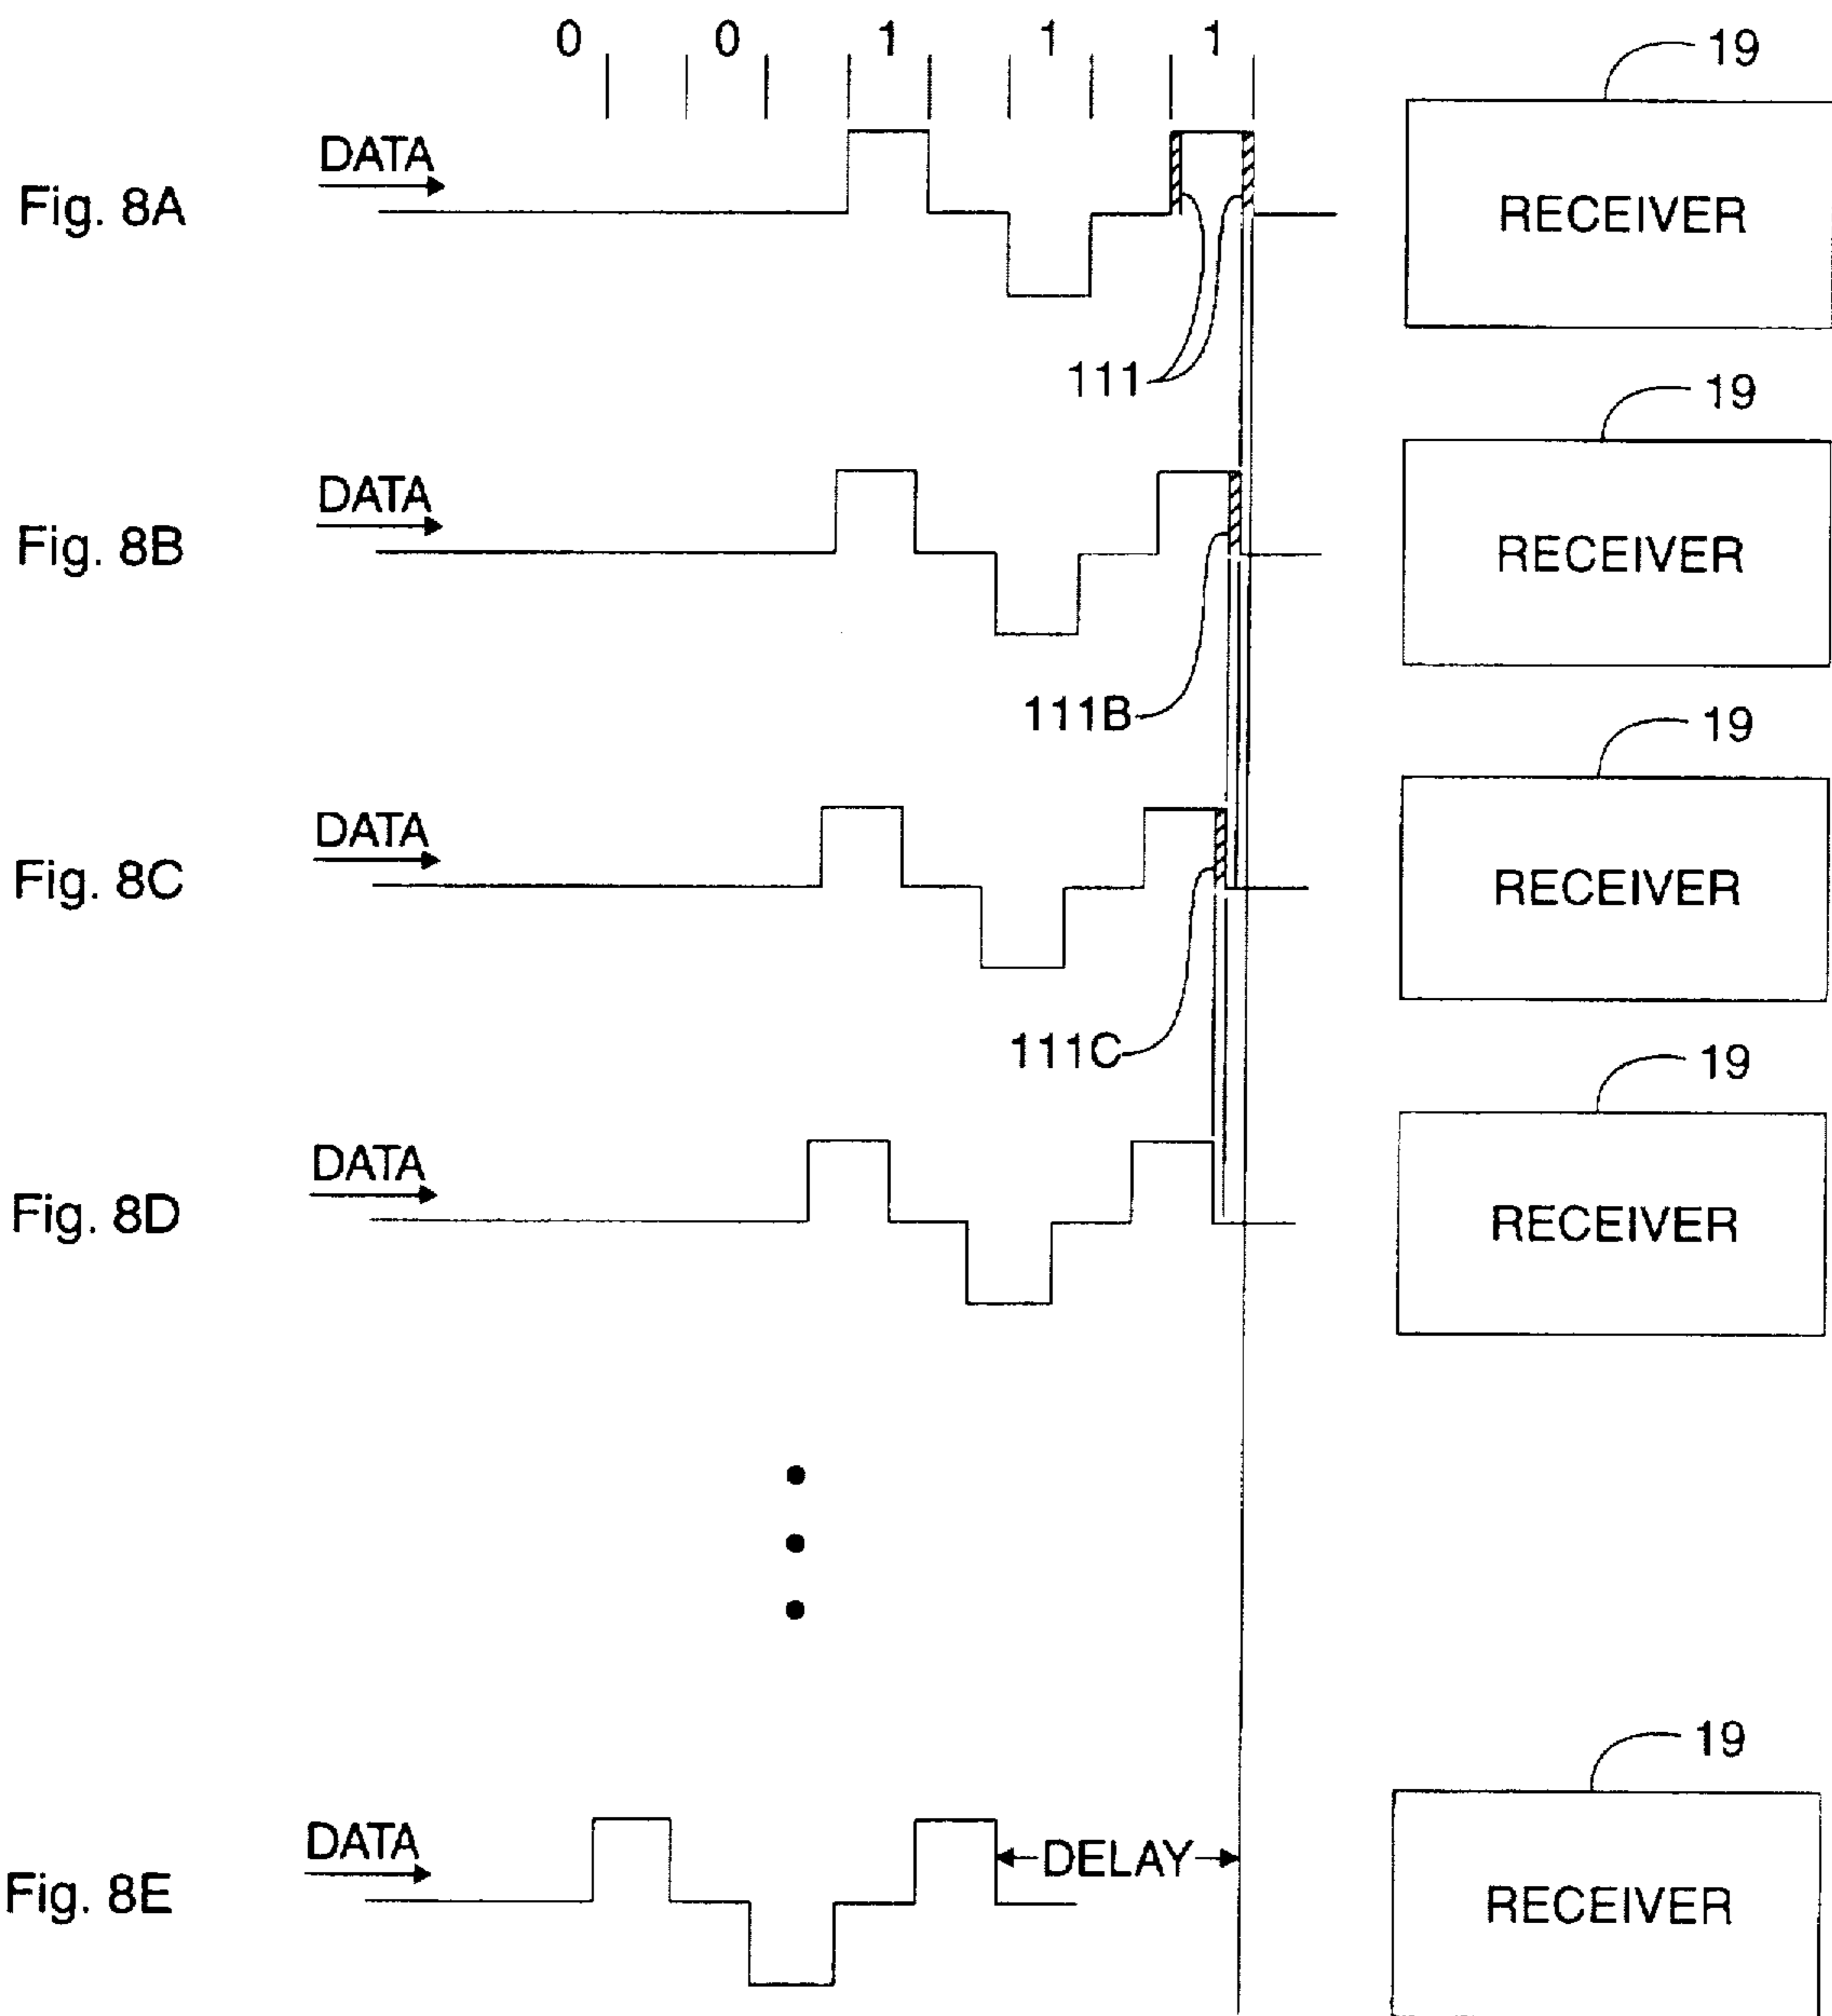 0 0 1 1 1
19
DATA
Fig. 8A
RECEIVER
111
19
DATA
Fig. 8B
RECEIVER
111B
19
DATA
Fig. 8C
RECEIVER
111C
19
DATA
Fig. 8D
RECEIVER
19
DATA
DELAY
Fig. 8E
RECEIVER